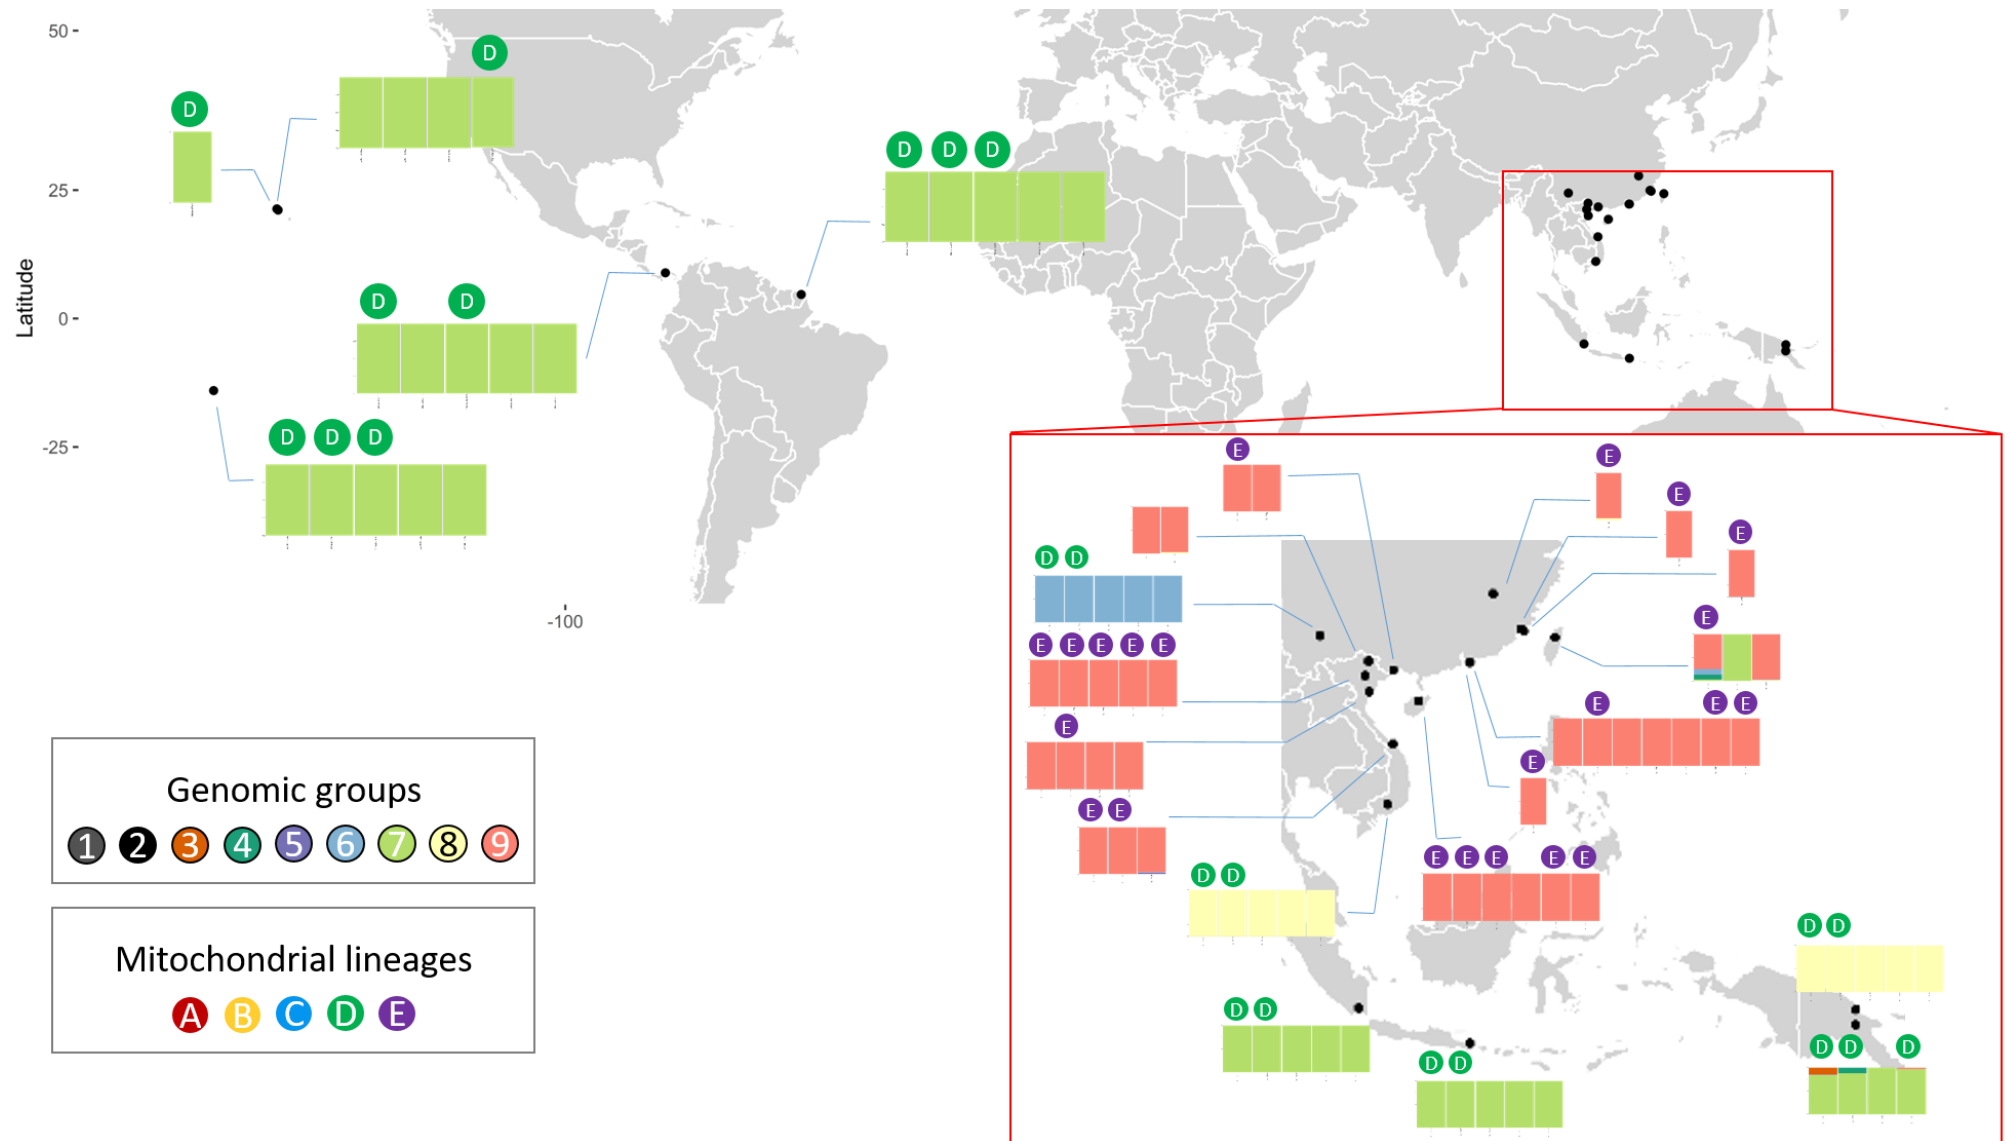 50
D
D
D D D
25
Latitude
D D
0
D D D
-25
-100
E
E
E
E
D D
E
E E E E E
E E E
E
E
E E
E E E E E
D D
D D
D D
D D
D D D
Genomic groups
1 2 3 4 5 6 7 8 9
Mitochondrial lineages
A B C D E